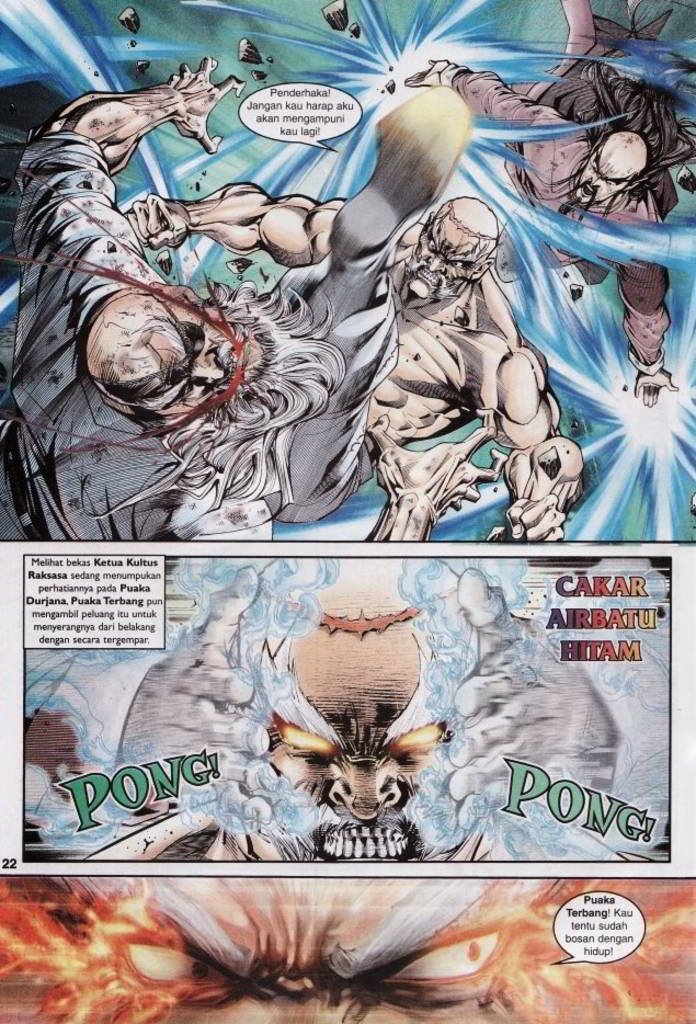 Penderhaka!
Jangan kau harap aku
akan mengampuni
kau lagi!
Melihat bekas Ketua Kultus
Raksasa sedang menumpukan
perhatiannya pada Puaka
Durjana, Puaka Terbang pun
mengambil peluang itu untuk
menyerangnya dari belakang
dengan secara tergempar.
CAKAR
AIRBATU
HITAM
PONG!
PONG!
22
Puaka
Terbang! Kau
tentu sudah
bosan dengan
hidup!